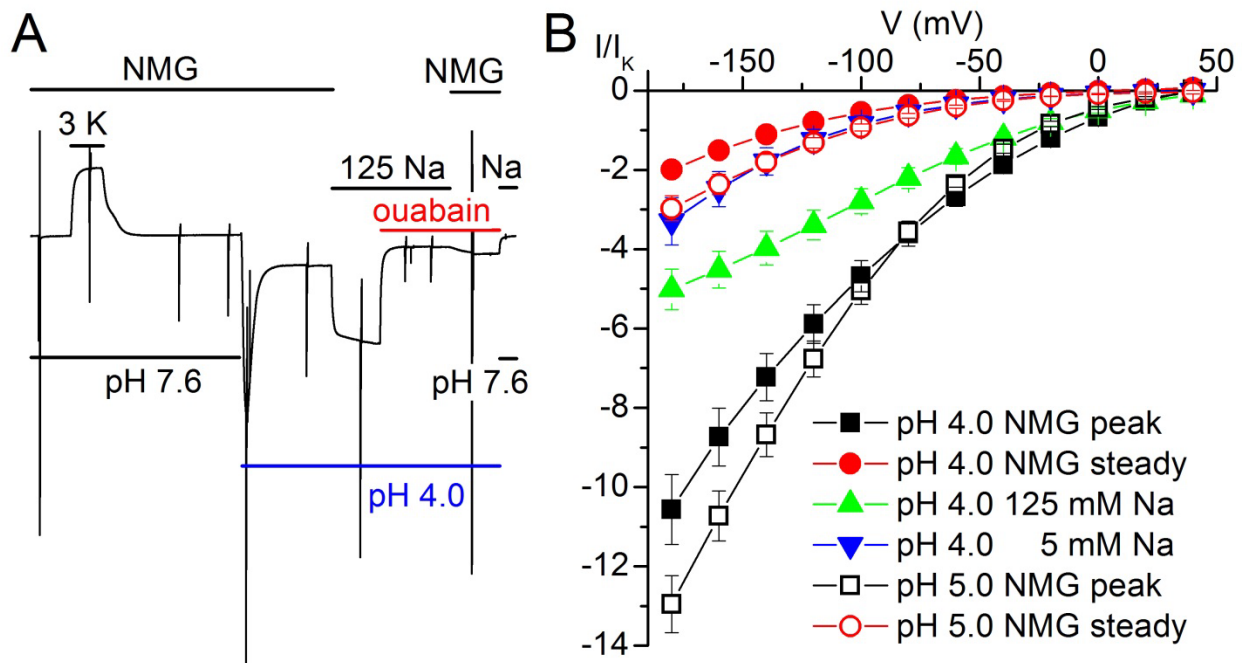 A
NMG
NMG
3 K
125 Na
Na
ouabain
pH 7.6
pH 7.6
pH 4.0
B
V (mV)
I/I_K
-150
-100
-50
0
50
0
-2
-4
-6
-8
-10
-12
-14
pH 4.0 NMG peak
pH 4.0 NMG steady
pH 4.0 125 mM Na
pH 4.0 5 mM Na
pH 5.0 NMG peak
pH 5.0 NMG steady